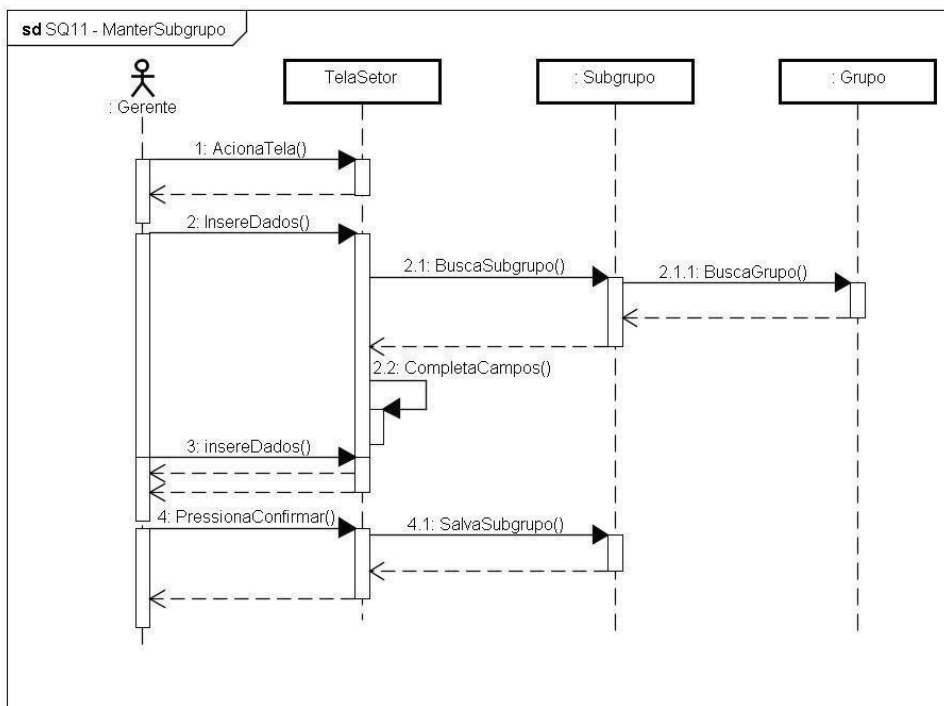 sd SQ11 - ManterSubgrupo
: Gerente
TelaSetor
: Subgrupo
: Grupo
1: AcionaTela()
2: InsereDados()
2.1: BuscaSubgrupo()
2.1.1: BuscaGrupo()
2.2: CompletaCampos()
3: insereDados()
4: PressionaConfirmar()
4.1: SalvaSubgrupo()